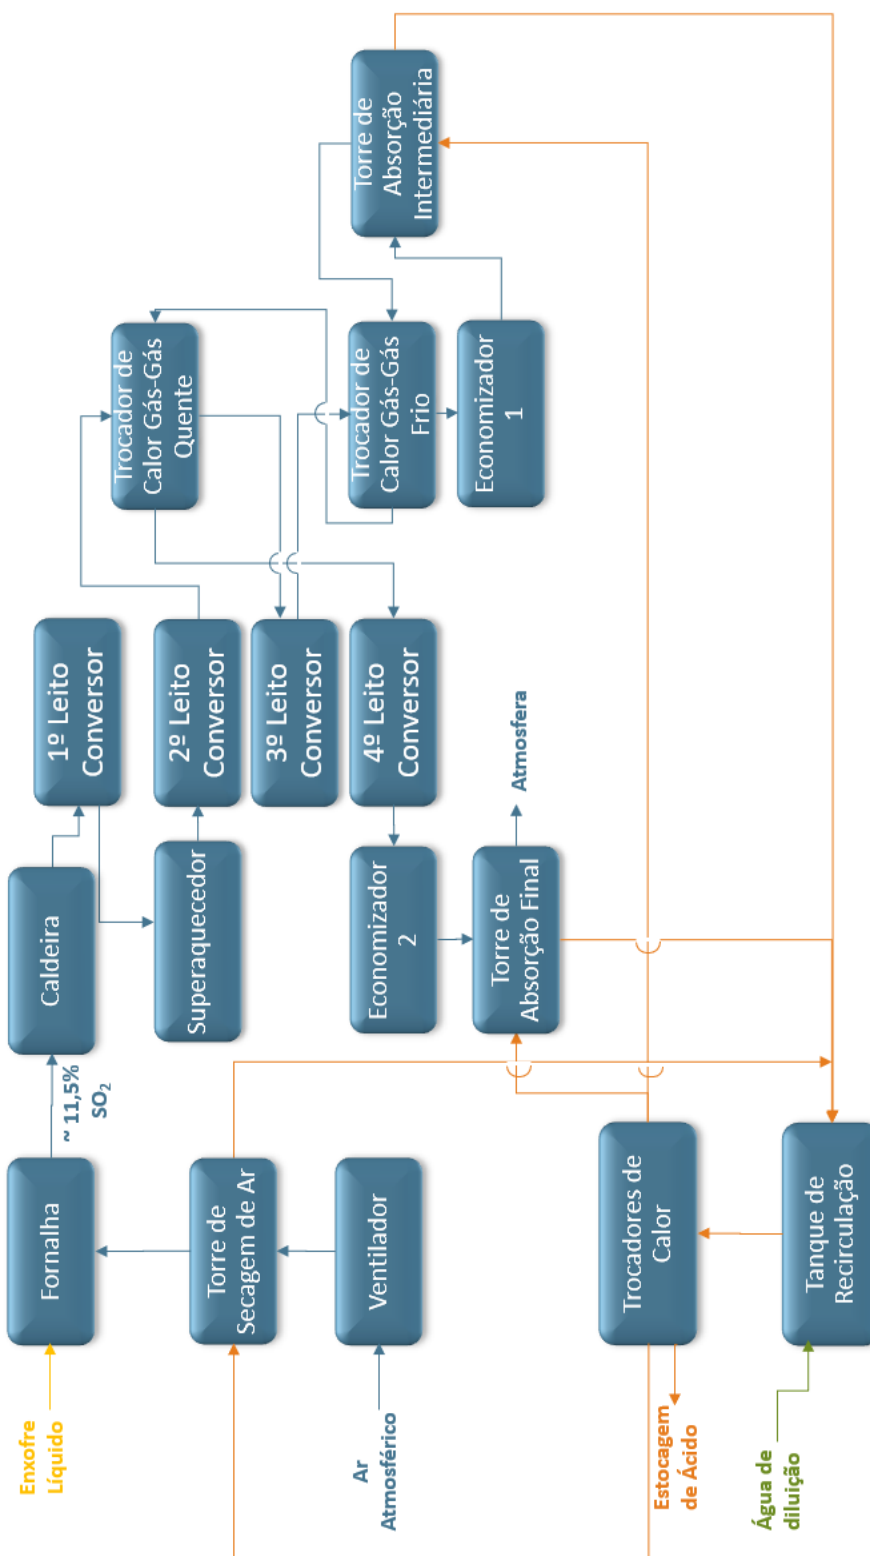 Enxofre
Líquido
Fornalha
~ 11,5%
SO₂
Caldeira
1º Leito
Conversor
Trocador de
Calor Gás-Gás
Quente
Torre de
Absorção
Intermediária
Torre de
Secagem de Ar
Superaquecedor
2º Leito
Conversor
3º Leito
Conversor
Ar
Atmosférico
Ventilador
Economizador
2
4º Leito
Conversor
Trocador de
Calor Gás-Gás
Frio
Torre de
Absorção Final
Atmosfera
Economizador
1
Estocagem
de Ácido
Trocadores de
Calor
Água de
diluição
Tanque de
Recirculação